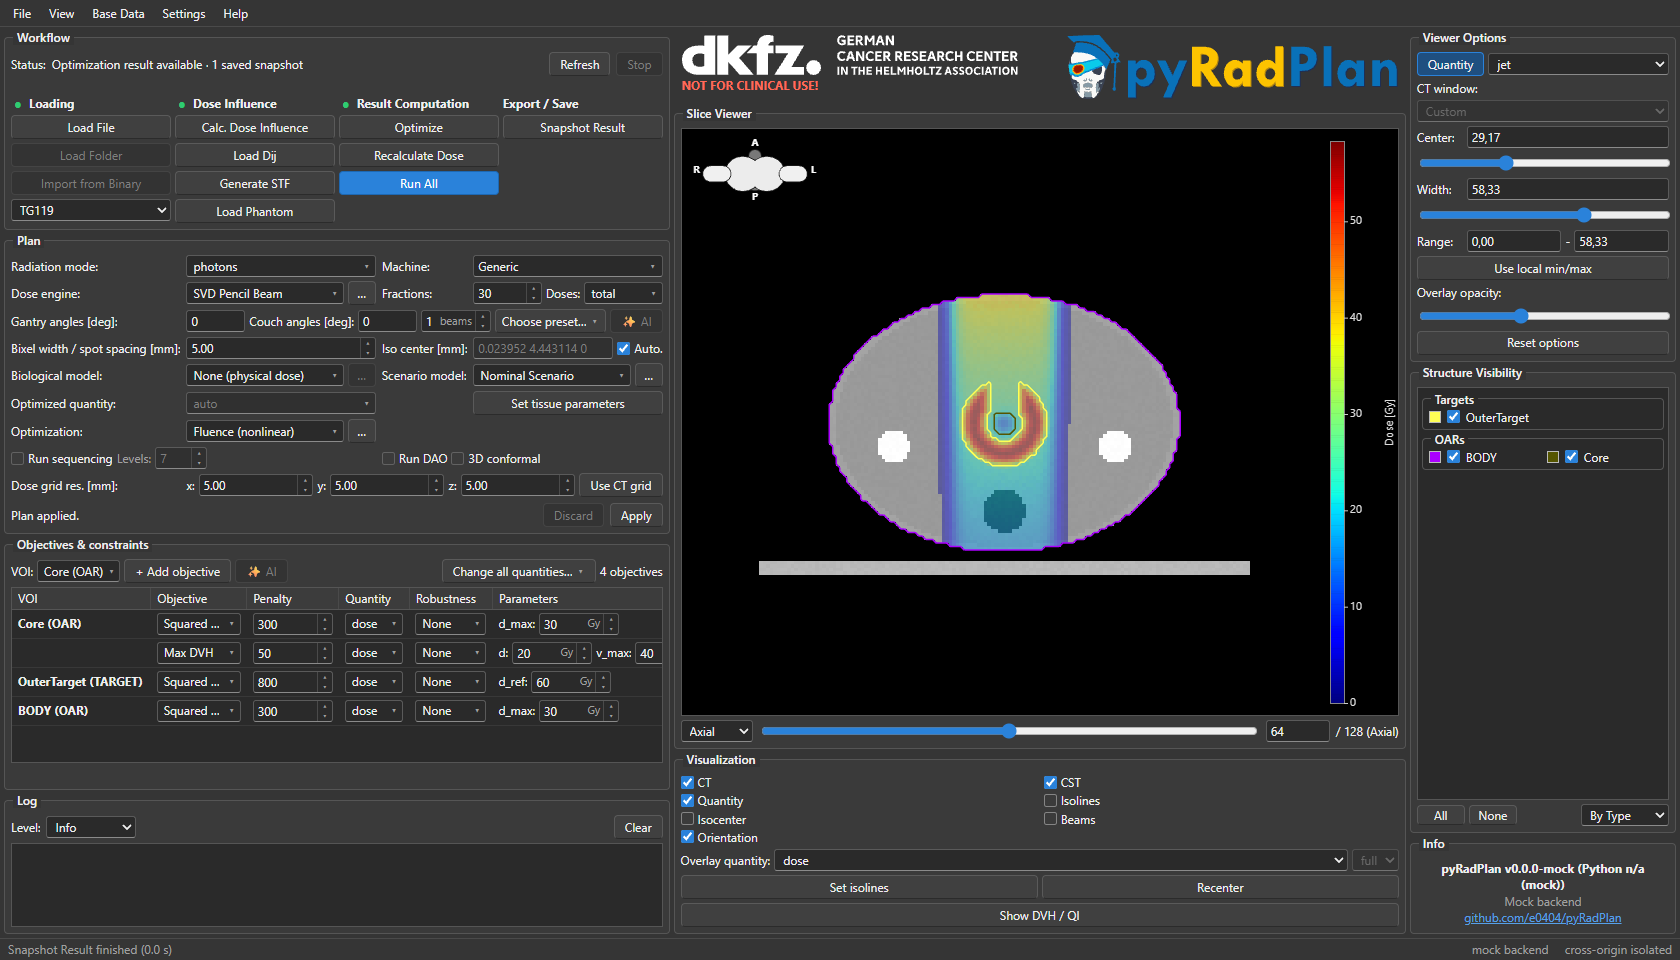 File View Base Data Settings Help
Workflow
Status: Optimization result available · 1 saved snapshot Refresh Stop
Loading Dose Influence Result Computation Export / Save
Load File Calc. Dose Influence Optimize Snapshot Result
Load Folder Load Dij Recalculate Dose
Import from Binary Generate STF Run All
TG119 Load Phantom
Plan
Radiation mode: photons Machine: Generic
Dose engine: SVD Pencil Beam ... Fractions: 30 Doses: total
Gantry angles [deg]: 0 Couch angles [deg]: 0 1 beams Choose preset... ✨ AI
Bixel width / spot spacing [mm]: 5.00 Iso center [mm]: 0.023952 4.443114 0 Auto.
Biological model: None (physical dose) ... Scenario model: Nominal Scenario ...
Optimized quantity: auto Set tissue parameters
Optimization: Fluence (nonlinear) ...
Run sequencing Levels: 7 Run DAO 3D conformal
Dose grid res. [mm]: x: 5.00 y: 5.00 z: 5.00 Use CT grid
Plan applied. Discard Apply
Objectives & constraints
VOI: Core (OAR) + Add objective ✨ AI Change all quantities... 4 objectives
VOI Objective Penalty Quantity Robustness Parameters
Core (OAR) Squared ... 300 dose None d_max: 30 Gy
Max DVH 50 dose None d: 20 Gy v_max: 40
OuterTarget (TARGET) Squared ... 800 dose None d_ref: 60 Gy
BODY (OAR) Squared ... 300 dose None d_max: 30 Gy
Log
Level: Info Clear
Snapshot Result finished (0.0 s)
dkfz.
NOT FOR CLINICAL USE!
GERMAN
CANCER RESEARCH CENTER
IN THE HELMHOLTZ ASSOCIATION
pyRadPlan
Slice Viewer
A
R L
P
50
40
30
20
10
0
Dose [Gy]
Axial 64 / 128 (Axial)
Visualization
CT CST
Quantity Isolines
Isocenter Beams
Orientation
Overlay quantity: dose full
Set isolines Recenter
Show DVH / QI
Viewer Options
Quantity jet
CT window:
Custom
Center: 29,17
Width: 58,33
Range: 0,00 - 58,33
Use local min/max
Overlay opacity:
Reset options
Structure Visibility
Targets
OuterTarget
OARs
BODY Core
All None By Type
Info
pyRadPlan v0.0.0-mock (Python n/a
(mock))
Mock backend
github.com/e0404/pyRadPlan
mock backend cross-origin isolated